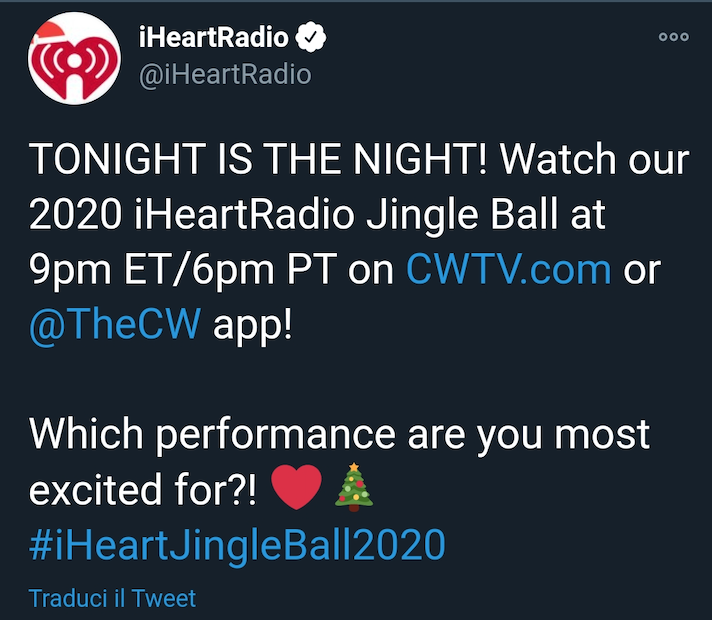 iHeartRadio
@iHeartRadio
TONIGHT IS THE NIGHT! Watch our
2020 iHeartRadio Jingle Ball at
9pm ET/6pm PT on CWTV.com or
@TheCW app!
Which performance are you most
excited for?! ❤️🎄
#iHeartJingleBall2020
Traduci il Tweet